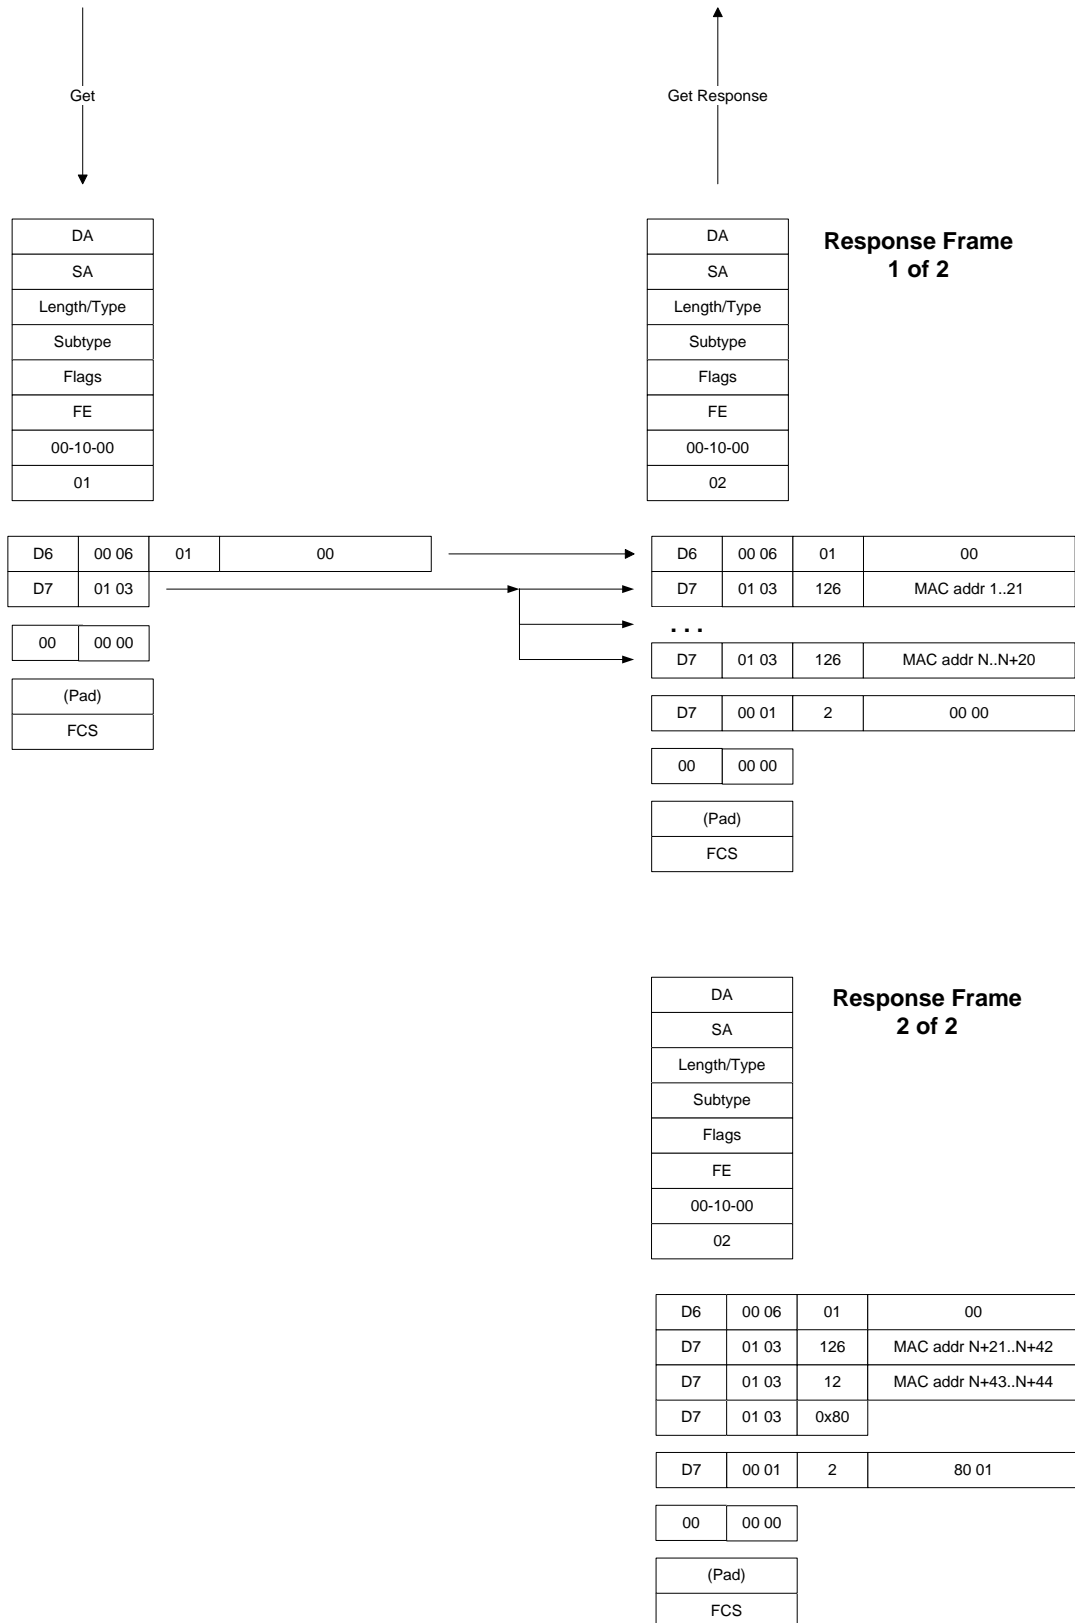 Get
Get Response
DA
SA
Length/Type
Subtype
Flags
FE
00-10-00
01
D6 00 06 01 00
D7 01 03
00 00 00
(Pad)
FCS
DA
SA
Length/Type
Subtype
Flags
FE
00-10-00
02
Response Frame
1 of 2
D6 00 06 01 00
D7 01 03 126 MAC addr 1..21
. . .
D7 01 03 126 MAC addr N..N+20
D7 00 01 2 00 00
00 00 00
(Pad)
FCS
DA
SA
Length/Type
Subtype
Flags
FE
00-10-00
02
Response Frame
2 of 2
D6 00 06 01 00
D7 01 03 126 MAC addr N+21..N+42
D7 01 03 12 MAC addr N+43..N+44
D7 01 03 0x80
D7 00 01 2 80 01
00 00 00
(Pad)
FCS